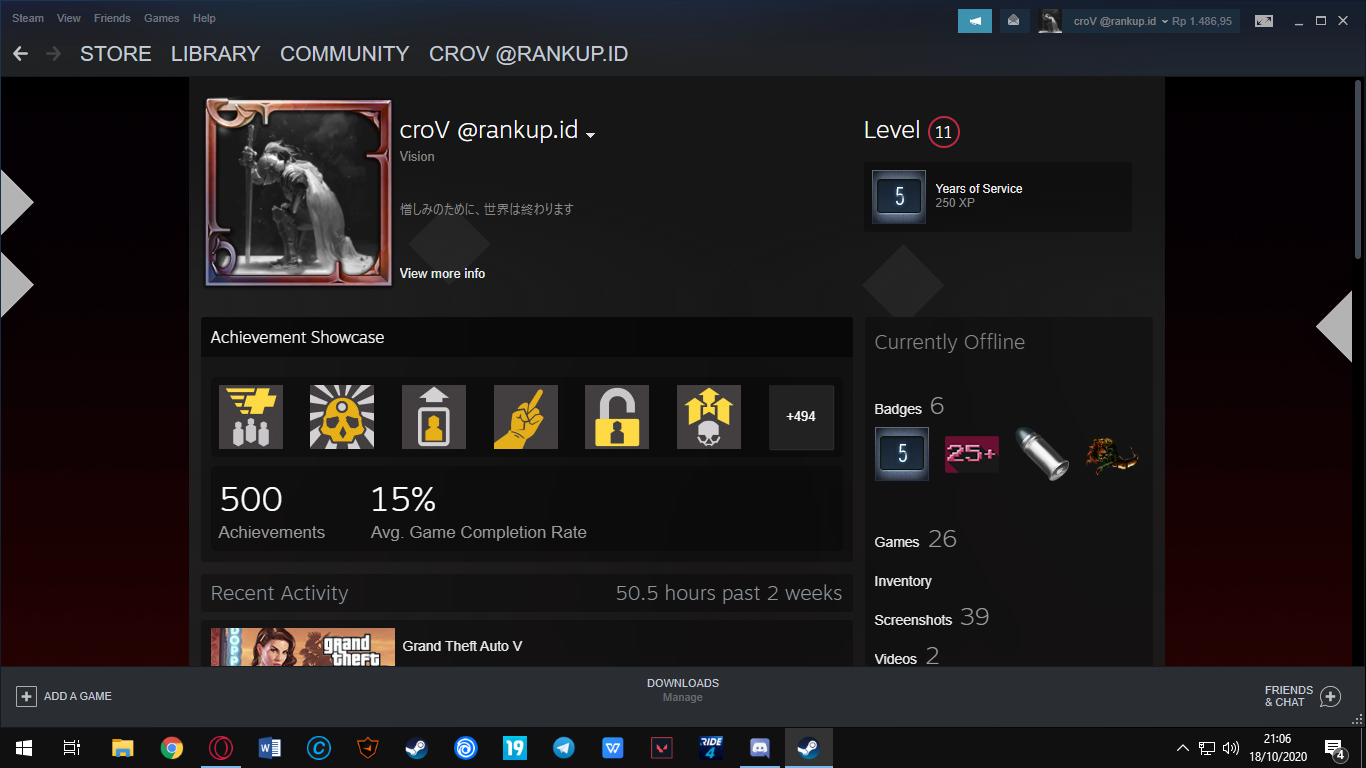 Steam View Friends Games Help
croV @rankup.id Rp 1.486,95
STORE LIBRARY COMMUNITY CROV @RANKUP.ID
croV @rankup.id
Vision
憎しみのために、世界は終わります
View more info
Level 11
5
Years of Service
250 XP
Achievement Showcase
+494
500
Achievements
15%
Avg. Game Completion Rate
Recent Activity 50.5 hours past 2 weeks
grand
theft
Grand Theft Auto V
Currently Offline
Badges 6
5 25+
Games 26
Inventory
Screenshots 39
Videos 2
ADD A GAME
DOWNLOADS
Manage
FRIENDS
& CHAT
19
RIDE
4
21:06
18/10/2020
4